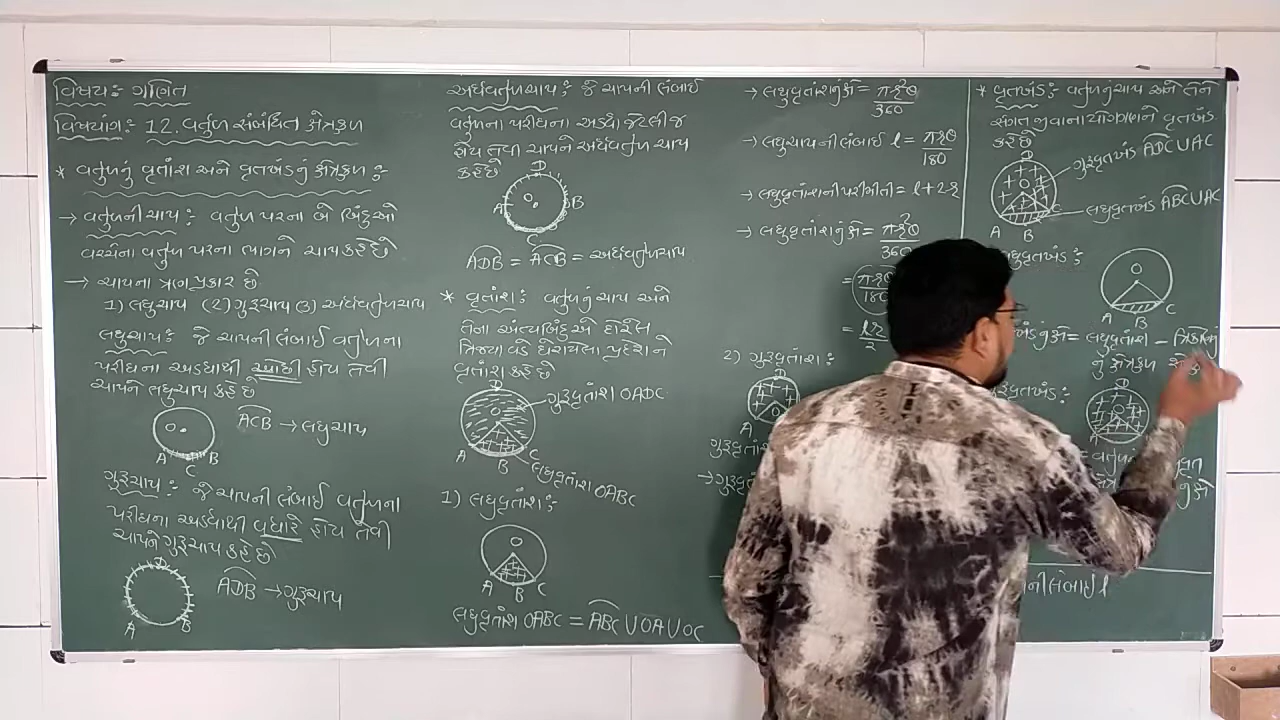 વિષય:- ગણિત
વિષયાંગ:- 12. વર્તુળ સંબંધિત ક્ષેત્રફળ
* વર્તુળનું વૃતાંશ અને વૃતખંડનું ક્ષેત્રફળ :-
→ વર્તુળની ચાપ : વર્તુળ પરના બે બિંદુઓ
વચ્ચેના વર્તુળ પરના ભાગને ચાપ કહે છે
→ ચાપના ત્રણ પ્રકાર છે
1) લઘુચાપ (2) ગુરૂચાપ (3) અર્ધવર્તુળચાપ
લઘુચાપ :- જે ચાપની લંબાઈ વર્તુળના
પરીઘના અડધાથી ઓછી હોય તેવી
ચાપને લઘુચાપ કહે છે
A C B
ACB → લઘુચાપ
ગુરૂચાપ :- જે ચાપની લંબાઈ વર્તુળના
પરીઘના અડધાથી વધારે હોય તેવી
ચાપને ગુરૂચાપ કહે છે
D
A B
ADB → ગુરૂચાપ
અર્ધવર્તુળચાપ :- જે ચાપની લંબાઈ
વર્તુળના પરીઘના અડધા જેટલી જ
હોય તેવી ચાપને અર્ધવર્તુળ ચાપ
કહે છે
D
A O B
C
ADB = ACB = અર્ધવર્તુળચાપ
* વૃતાંશ : વર્તુળનું ચાપ અને
તેના અંત્યબિંદુએ દોરેલ
ત્રિજ્યા વડે ઘેરાયેલા પ્રદેશને
વૃતાંશ કહે છે
D
ગુરૂવૃતાંશ OADC
A B C
લઘુવૃતાંશ OABC
1) લઘુવૃતાંશ :-
O
A B C
લઘુવૃતાંશ OABC = ABC ∪ OA ∪ OC
→ લઘુવૃતાંશનું ક્ષે = πr²θ/360
→ લઘુચાપની લંબાઈ l = πrθ/180
→ લઘુવૃતાંશની પરીમીતી = l + 2r
→ લઘુવૃતાંશનું ક્ષે = πr²θ/360
= lr/2
2) ગુરૂવૃતાંશ :
D
A
* વૃતખંડ :- વર્તુળનું ચાપ અને તેને
સંગત જીવાના યોગગણને વૃતખંડ
કહે છે
D
ગુરૂવૃતખંડ ADC ∪ AC
લઘુવૃતખંડ ABC ∪ AC
A B C
O
A B C
લઘુવૃતાંશ – ત્રિકોણનું
નું ક્ષેત્રફળ
D
A
ની લંબાઈ l